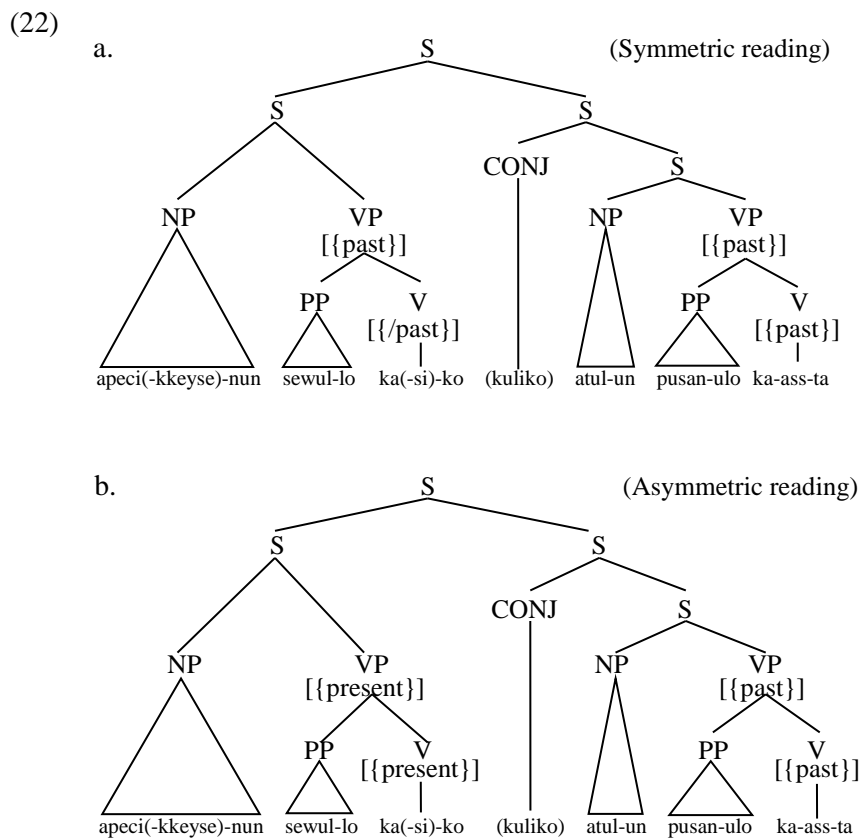 (22)
a. S (Symmetric reading)
S S
CONJ S
NP VP NP VP
[{past}] [{past}]
PP V PP V
[{/past}] [{past}]
apeci(-kkeyse)-nun sewul-lo ka(-si)-ko (kuliko) atul-un pusan-ulo ka-ass-ta
b. S (Asymmetric reading)
S S
CONJ S
NP VP NP VP
[{present}] [{past}]
PP V PP V
[{present}] [{past}]
apeci(-kkeyse)-nun sewul-lo ka(-si)-ko (kuliko) atul-un pusan-ulo ka-ass-ta